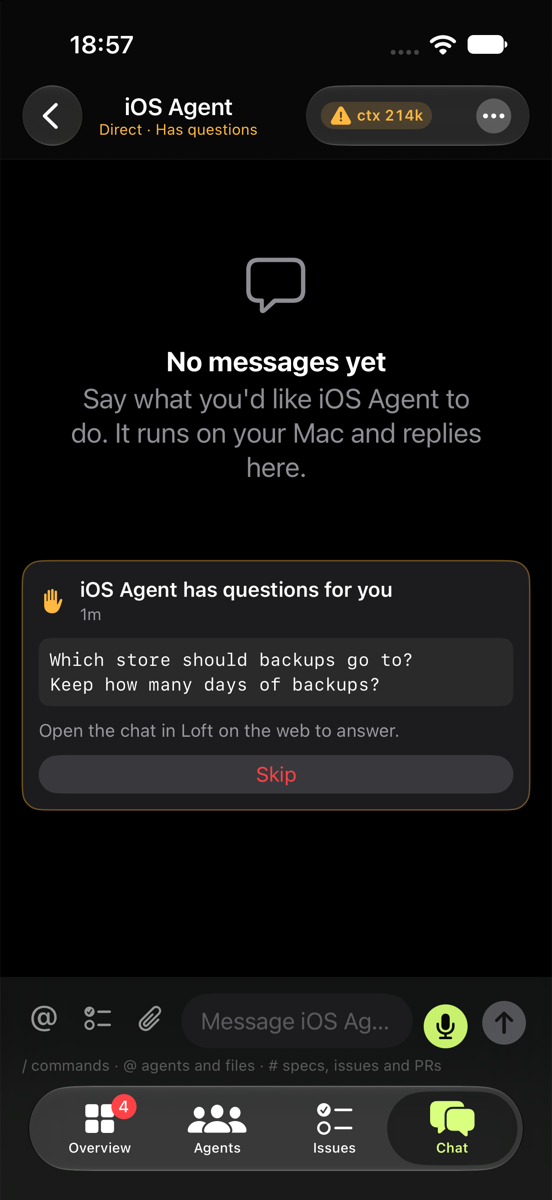 18:57
iOS Agent
Direct · Has questions
ctx 214k
No messages yet
Say what you'd like iOS Agent to
do. It runs on your Mac and replies
here.
iOS Agent has questions for you
1m
Which store should backups go to?
Keep how many days of backups?
Open the chat in Loft on the web to answer.
Skip
@
Message iOS Ag...
/ commands · @ agents and files · # specs, issues and PRs
4
Overview
Agents
Issues
Chat